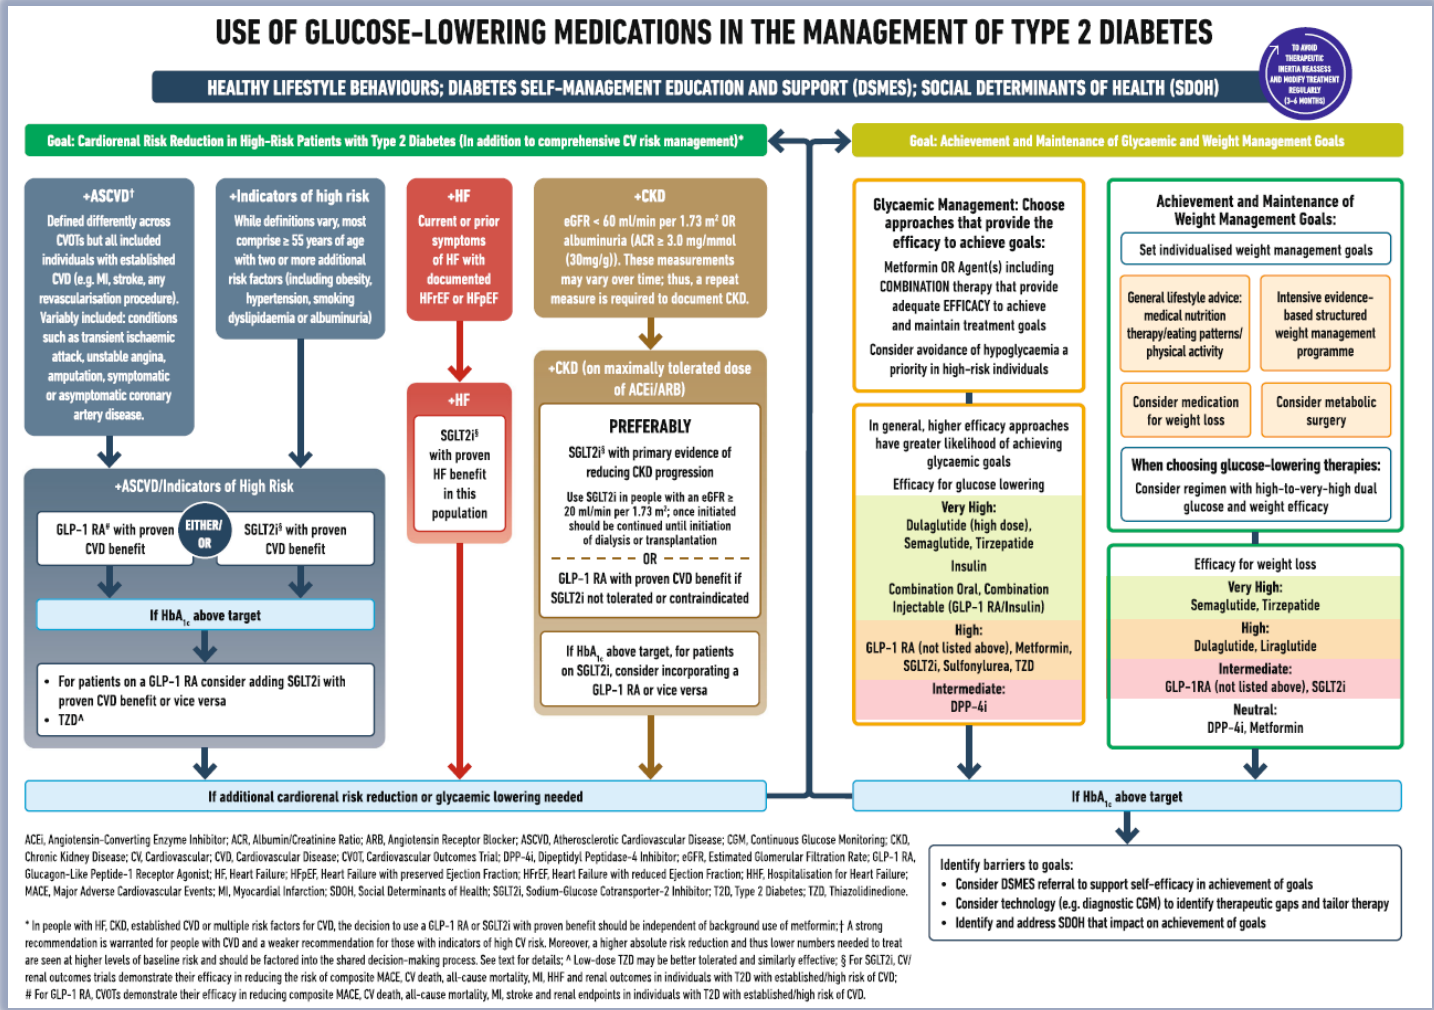 USE OF GLUCOSE-LOWERING MEDICATIONS IN THE MANAGEMENT OF TYPE 2 DIABETES
TO AVOID
THERAPEUTIC
INERTIA REASSESS
AND MODIFY TREATMENT
REGULARLY
(3-6 MONTHS)
HEALTHY LIFESTYLE BEHAVIOURS; DIABETES SELF-MANAGEMENT EDUCATION AND SUPPORT (DSMES); SOCIAL DETERMINANTS OF HEALTH (SDOH)
Goal: Cardiorenal Risk Reduction in High-Risk Patients with Type 2 Diabetes (In addition to comprehensive CV risk management)*
+ASCVD†
Defined differently across
CVOTs but all included
individuals with established
CVD (e.g. MI, stroke, any
revascularisation procedure).
Variably included: conditions
such as transient ischaemic
attack, unstable angina,
amputation, symptomatic
or asymptomatic coronary
artery disease.
+Indicators of high risk
While definitions vary, most
comprise ≥ 55 years of age
with two or more additional
risk factors (including obesity,
hypertension, smoking
dyslipidaemia or albuminuria)
+ASCVD/Indicators of High Risk
GLP-1 RA# with proven
CVD benefit
EITHER/
OR
SGLT2i§ with proven
CVD benefit
If HbA1c above target
• For patients on a GLP-1 RA consider adding SGLT2i with
proven CVD benefit or vice versa
• TZD^
+HF
Current or prior
symptoms
of HF with
documented
HFrEF or HFpEF
+HF
SGLT2i§
with proven
HF benefit
in this
population
+CKD
eGFR < 60 ml/min per 1.73 m² OR
albuminuria (ACR ≥ 3.0 mg/mmol
(30mg/g)). These measurements
may vary over time; thus, a repeat
measure is required to document CKD.
+CKD (on maximally tolerated dose
of ACEi/ARB)
PREFERABLY
SGLT2i§ with primary evidence of
reducing CKD progression
Use SGLT2i in people with an eGFR ≥
20 ml/min per 1.73 m²; once initiated
should be continued until initiation
of dialysis or transplantation
OR
GLP-1 RA with proven CVD benefit if
SGLT2i not tolerated or contraindicated
If HbA1c above target, for patients
on SGLT2i, consider incorporating a
GLP-1 RA or vice versa
If additional cardiorenal risk reduction or glycaemic lowering needed
Goal: Achievement and Maintenance of Glycaemic and Weight Management Goals
Glycaemic Management: Choose
approaches that provide the
efficacy to achieve goals:
Metformin OR Agent(s) including
COMBINATION therapy that provide
adequate EFFICACY to achieve
and maintain treatment goals
Consider avoidance of hypoglycaemia a
priority in high-risk individuals
In general, higher efficacy approaches
have greater likelihood of achieving
glycaemic goals
Efficacy for glucose lowering
Very High:
Dulaglutide (high dose),
Semaglutide, Tirzepatide
Insulin
Combination Oral, Combination
Injectable (GLP-1 RA/Insulin)
High:
GLP-1 RA (not listed above), Metformin,
SGLT2i, Sulfonylurea, TZD
Intermediate:
DPP-4i
Achievement and Maintenance of
Weight Management Goals:
Set individualised weight management goals
General lifestyle advice:
medical nutrition
therapy/eating patterns/
physical activity
Intensive evidence-
based structured
weight management
programme
Consider medication
for weight loss
Consider metabolic
surgery
When choosing glucose-lowering therapies:
Consider regimen with high-to-very-high dual
glucose and weight efficacy
Efficacy for weight loss
Very High:
Semaglutide, Tirzepatide
High:
Dulaglutide, Liraglutide
Intermediate:
GLP-1RA (not listed above), SGLT2i
Neutral:
DPP-4i, Metformin
If HbA1c above target
Identify barriers to goals:
• Consider DSMES referral to support self-efficacy in achievement of goals
• Consider technology (e.g. diagnostic CGM) to identify therapeutic gaps and tailor therapy
• Identify and address SDOH that impact on achievement of goals
ACEi, Angiotensin-Converting Enzyme Inhibitor; ACR, Albumin/Creatinine Ratio; ARB, Angiotensin Receptor Blocker; ASCVD, Atherosclerotic Cardiovascular Disease; CGM, Continuous Glucose Monitoring; CKD,
Chronic Kidney Disease; CV, Cardiovascular; CVD, Cardiovascular Disease; CVOT, Cardiovascular Outcomes Trial; DPP-4i, Dipeptidyl Peptidase-4 Inhibitor; eGFR, Estimated Glomerular Filtration Rate; GLP-1 RA,
Glucagon-Like Peptide-1 Receptor Agonist; HF, Heart Failure; HFpEF, Heart Failure with preserved Ejection Fraction; HFrEF, Heart Failure with reduced Ejection Fraction; HHF, Hospitalisation for Heart Failure;
MACE, Major Adverse Cardiovascular Events; MI, Myocardial Infarction; SDOH, Social Determinants of Health; SGLT2i, Sodium-Glucose Cotransporter-2 Inhibitor; T2D, Type 2 Diabetes; TZD, Thiazolidinedione.
* In people with HF, CKD, established CVD or multiple risk factors for CVD, the decision to use a GLP-1 RA or SGLT2i with proven benefit should be independent of background use of metformin; † A strong
recommendation is warranted for people with CVD and a weaker recommendation for those with indicators of high CV risk. Moreover, a higher absolute risk reduction and thus lower numbers needed to treat
are seen at higher levels of baseline risk and should be factored into the shared decision-making process. See text for details; ^ Low-dose TZD may be better tolerated and similarly effective; § For SGLT2i, CV/
renal outcomes trials demonstrate their efficacy in reducing the risk of composite MACE, CV death, all-cause mortality, MI, HHF and renal outcomes in individuals with T2D with established/high risk of CVD;
# For GLP-1 RA, CVOTs demonstrate their efficacy in reducing composite MACE, CV death, all-cause mortality, MI, stroke and renal endpoints in individuals with T2D with established/high risk of CVD.